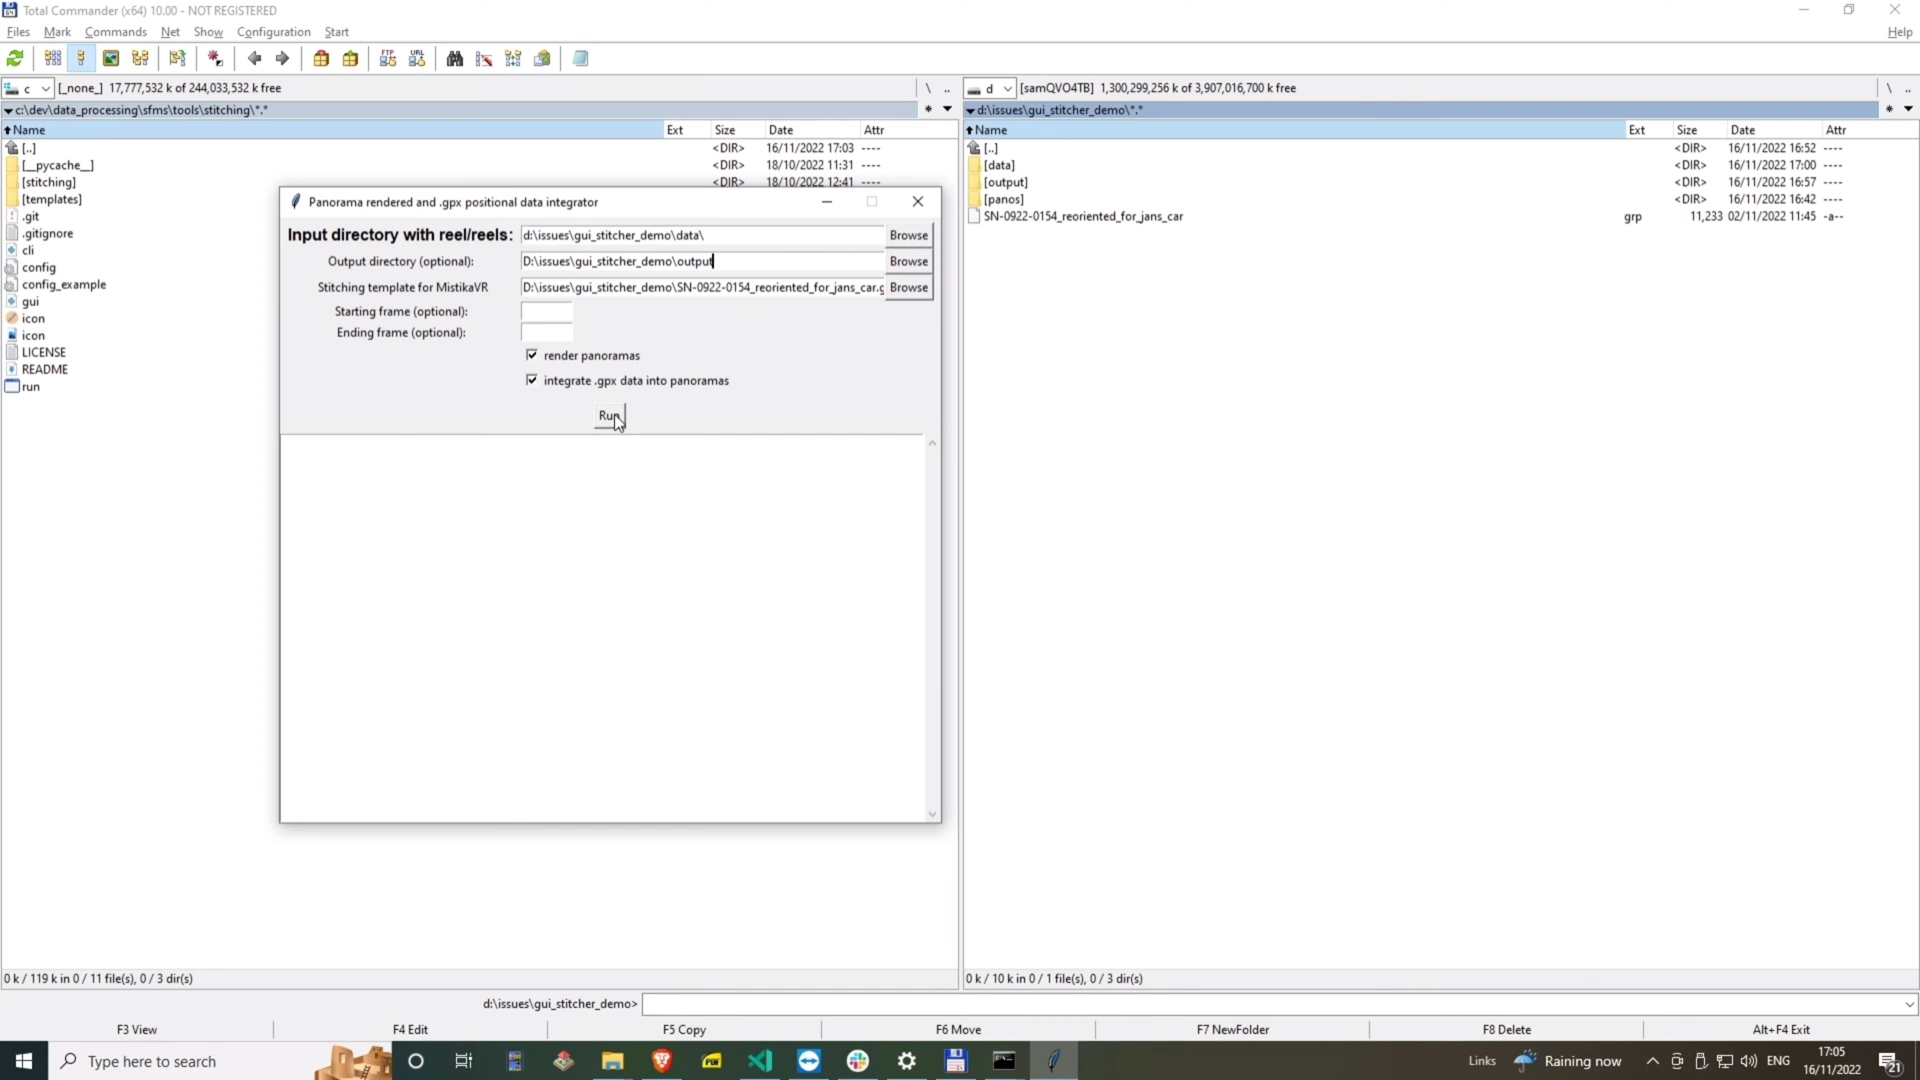 Total Commander (x64) 10.00 - NOT REGISTERED
Files Mark Commands Net Show Configuration Start Help
FTP URL
c [_none_] 17,777,532 k of 244,033,532 k free \ ..
c:\dev\data_processing\sfms\tools\stitching\*.* *
Name Ext Size Date Attr
[..] <DIR> 16/11/2022 17:03 ----
[__pycache__] <DIR> 18/10/2022 11:31 ----
[stitching] <DIR> 18/10/2022 12:41 ----
[templates]
.git
.gitignore
cli
config
config_example
gui
icon
icon
LICENSE
README
run
0 k / 119 k in 0 / 11 file(s), 0 / 3 dir(s)
Panorama rendered and .gpx positional data integrator
Input directory with reel/reels: d:\issues\gui_stitcher_demo\data\ Browse
Output directory (optional): D:\issues\gui_stitcher_demo\output Browse
Stitching template for MistikaVR D:\issues\gui_stitcher_demo\SN-0922-0154_reoriented_for_jans_car.g Browse
Starting frame (optional):
Ending frame (optional):
render panoramas
integrate .gpx data into panoramas
Run
d [samQVO4TB] 1,300,299,256 k of 3,907,016,700 k free \ ..
d:\issues\gui_stitcher_demo\*.* *
Name Ext Size Date Attr
[..] <DIR> 16/11/2022 16:52 ----
[data] <DIR> 16/11/2022 17:00 ----
[output] <DIR> 16/11/2022 16:57 ----
[panos] <DIR> 16/11/2022 16:42 ----
SN-0922-0154_reoriented_for_jans_car grp 11,233 02/11/2022 11:45 -a--
0 k / 10 k in 0 / 1 file(s), 0 / 3 dir(s)
d:\issues\gui_stitcher_demo>
F3 View F4 Edit F5 Copy F6 Move F7 NewFolder F8 Delete Alt+F4 Exit
Type here to search Links Raining now ENG 17:05
16/11/2022 21